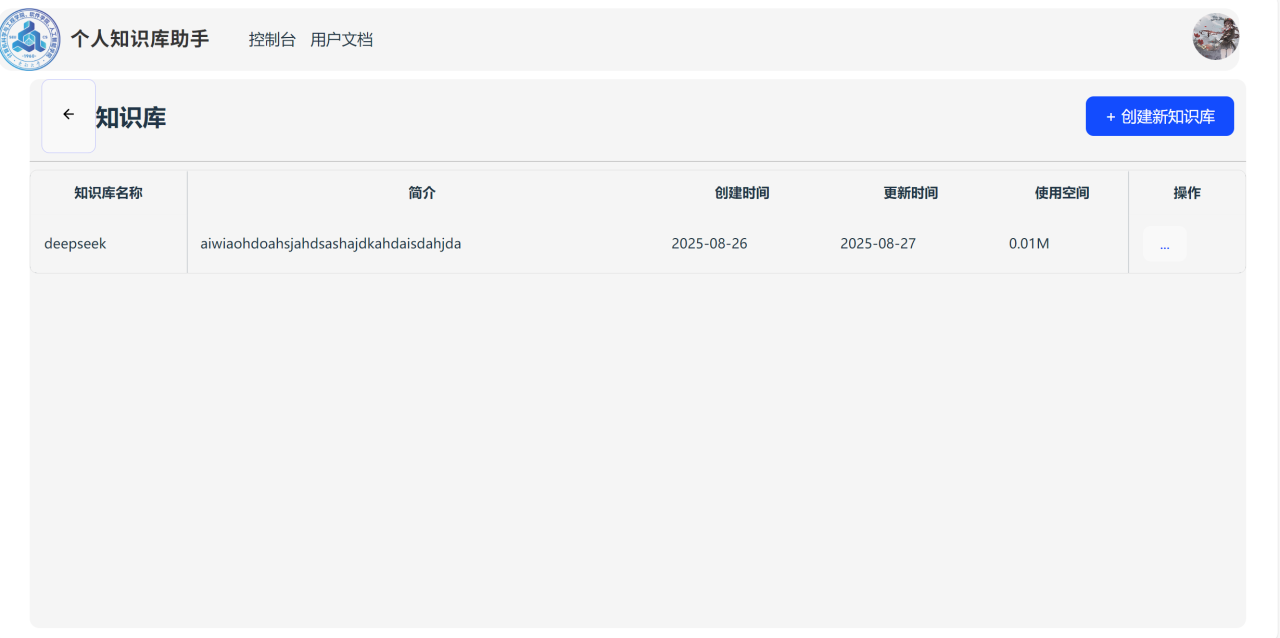 个人知识库助手 控制台 用户文档
知识库
+ 创建新知识库
知识库名称 简介 创建时间 更新时间 使用空间 操作
deepseek aiwiaohdoahsjahdsashajdkahdaisdahjda 2025-08-26 2025-08-27 0.01M ...